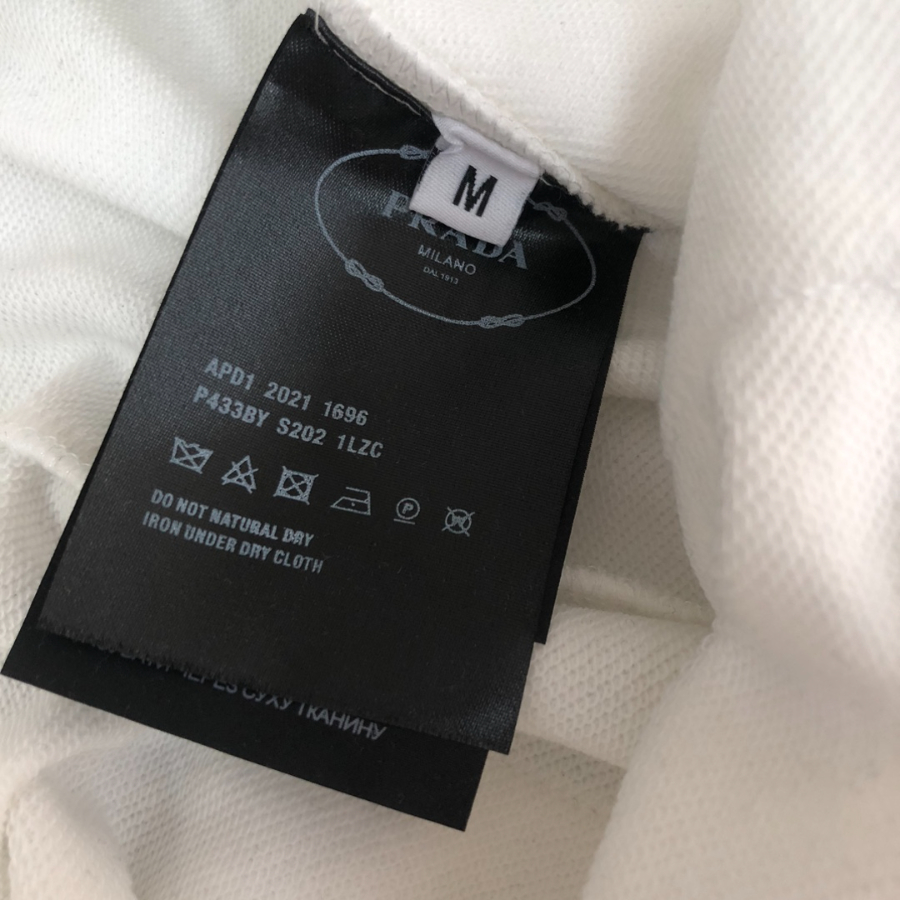 M
PRADA
MILANO
DAL 1913
APD1 2021 1696
P433BY S202 1LZC
P
W
DO NOT NATURAL DRY
IRON UNDER DRY CLOTH
СУХУ ТКАНИНУ